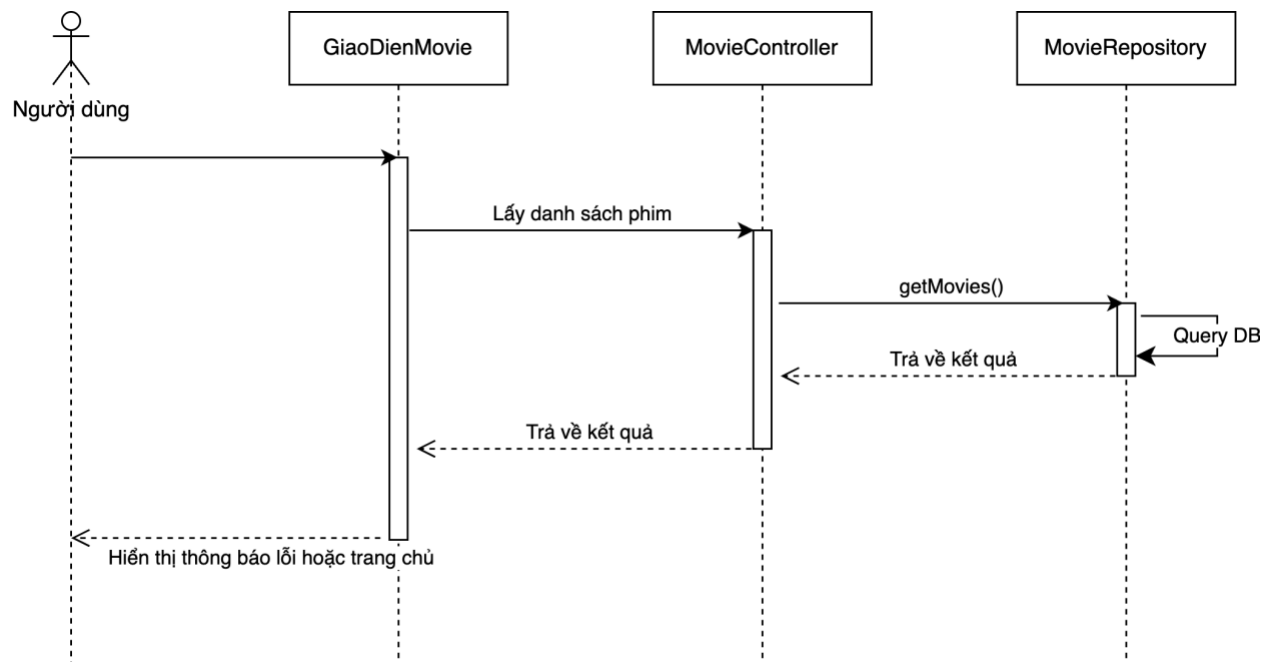 GiaoDienMovie
MovieController
MovieRepository
Người dùng
Lấy danh sách phim
getMovies()
Query DB
Trả về kết quả
Trả về kết quả
Hiển thị thông báo lỗi hoặc trang chủ